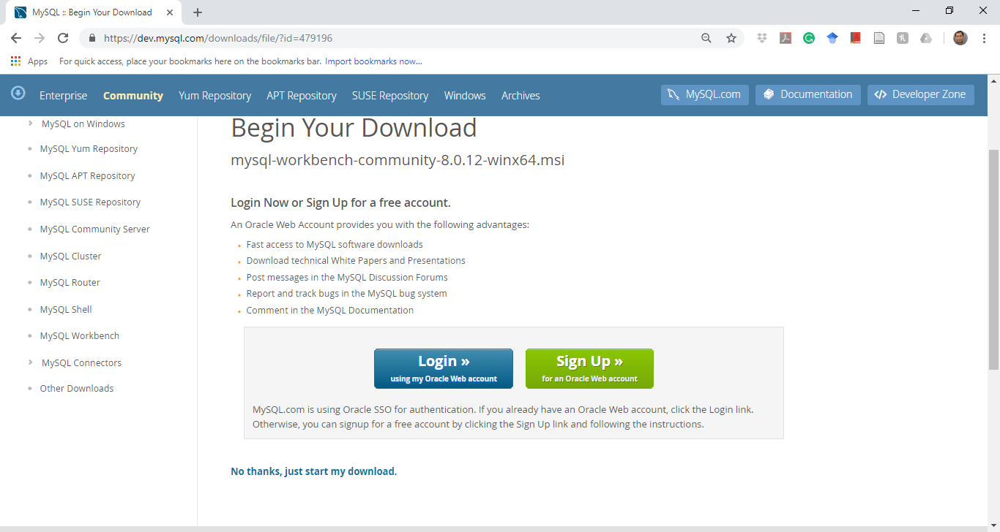 MySQL :: Begin Your Download
https://dev.mysql.com/downloads/file/?id=479196
Apps For quick access, place your bookmarks here on the bookmarks bar. Import bookmarks now...
Enterprise Community Yum Repository APT Repository SUSE Repository Windows Archives MySQL.com Documentation Developer Zone
MySQL on Windows
MySQL Yum Repository
MySQL APT Repository
MySQL SUSE Repository
MySQL Community Server
MySQL Cluster
MySQL Router
MySQL Shell
MySQL Workbench
MySQL Connectors
Other Downloads
Begin Your Download
mysql-workbench-community-8.0.12-winx64.msi
Login Now or Sign Up for a free account.
An Oracle Web Account provides you with the following advantages:
Fast access to MySQL software downloads
Download technical White Papers and Presentations
Post messages in the MySQL Discussion Forums
Report and track bugs in the MySQL bug system
Comment in the MySQL Documentation
Login »
using my Oracle Web account
Sign Up »
for an Oracle Web account
MySQL.com is using Oracle SSO for authentication. If you already have an Oracle Web account, click the Login link.
Otherwise, you can signup for a free account by clicking the Sign Up link and following the instructions.
No thanks, just start my download.